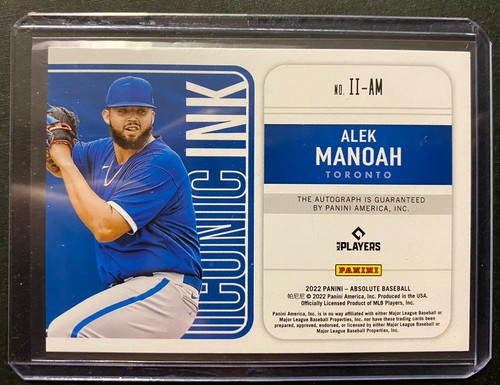 ICONIC INK
NO. II-AM
ALEK
MANOAH
TORONTO
THE AUTOGRAPH IS GUARANTEED
BY PANINI AMERICA, INC.
MLB PLAYERS
PANINI
2022 PANINI – ABSOLUTE BASEBALL
帕尼尼 © 2022 Panini America, Inc. Produced in the USA.
Officially Licensed Product of MLB Players, Inc.
Panini America, Inc. is in no way affiliated with either Major League Baseball or
Major League Baseball Properties, Inc. nor have these trading cards been
prepared, approved, endorsed, or licensed by either Major League Baseball or
Major League Baseball Properties, Inc.